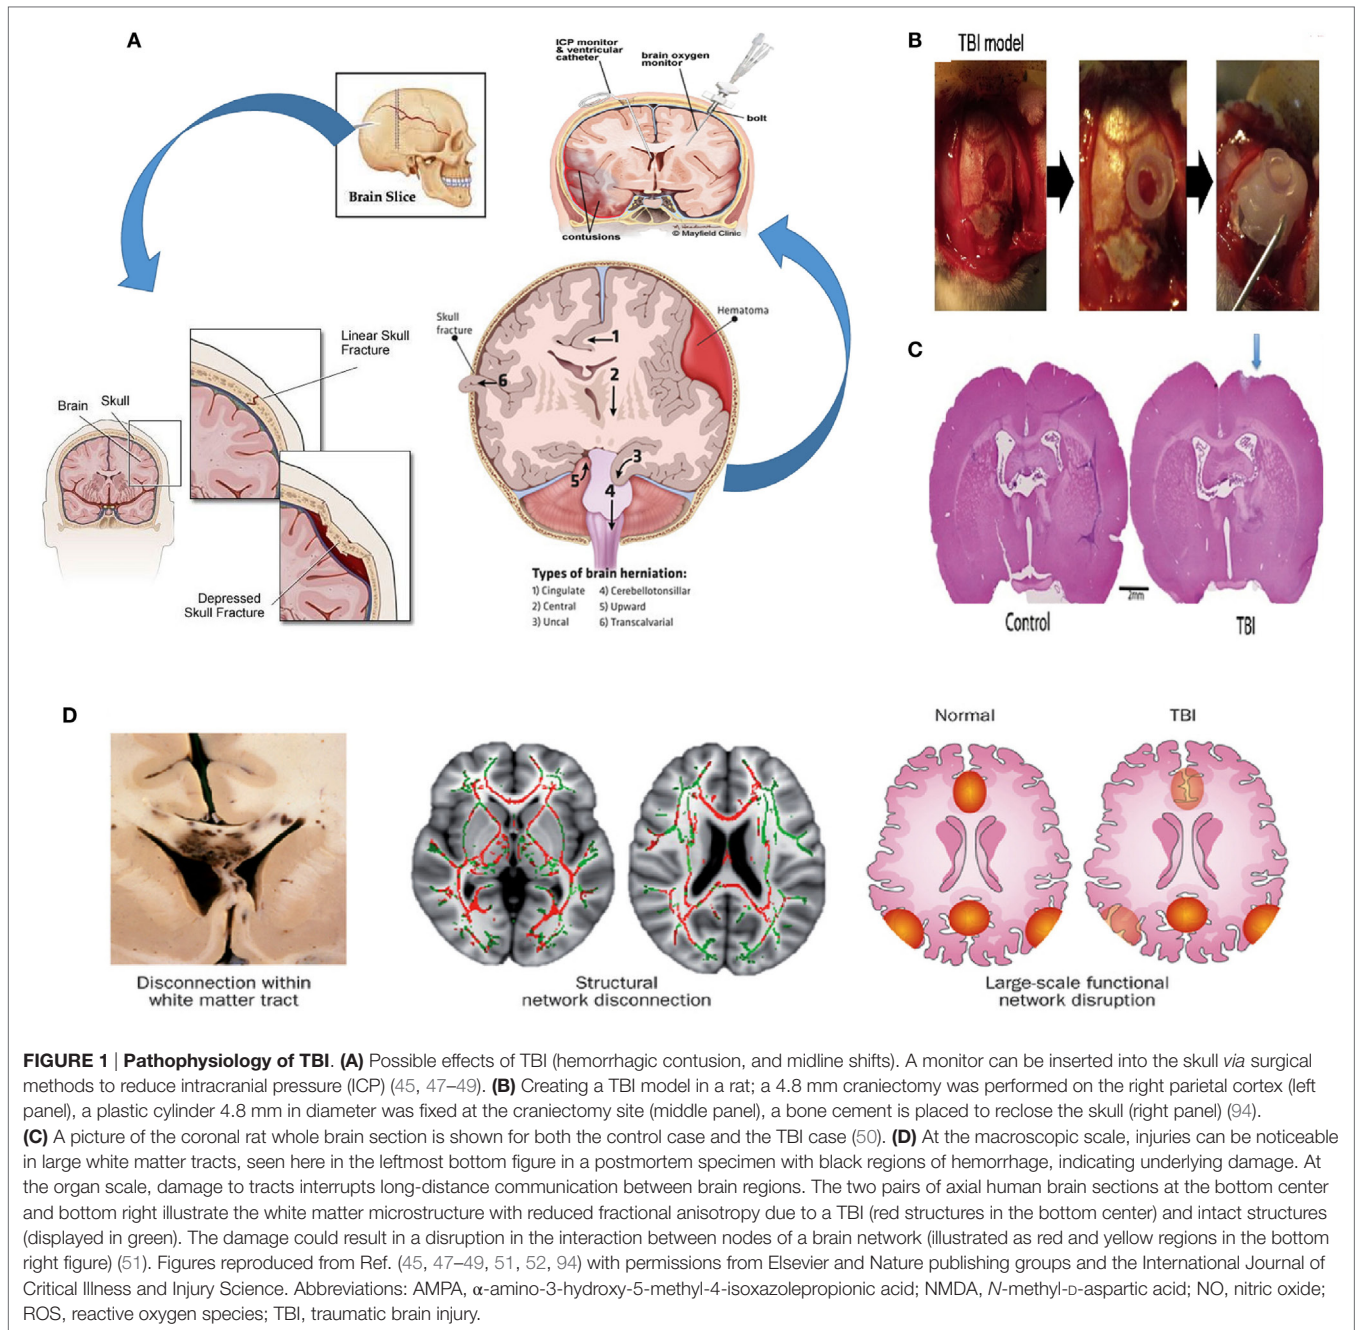 A
ICP monitor
& ventricular
catheter
brain oxygen
monitor
bolt
contusions
© Mayfield Clinic
Brain Slice
Linear Skull
Fracture
Brain
Skull
Depressed
Skull Fracture
Skull
fracture
Hematoma
1
2
3
4
5
6
Types of brain herniation:
1) Cingulate 4) Cerebellotonsillar
2) Central 5) Upward
3) Uncal 6) Transcalvarial
B
TBI model
C
2mm
Control
TBI
D
Disconnection within
white matter tract
Structural
network disconnection
Normal
TBI
Large-scale functional
network disruption
FIGURE 1 | Pathophysiology of TBI. (A) Possible effects of TBI (hemorrhagic contusion, and midline shifts). A monitor can be inserted into the skull via surgical
methods to reduce intracranial pressure (ICP) (45, 47–49). (B) Creating a TBI model in a rat; a 4.8 mm craniectomy was performed on the right parietal cortex (left
panel), a plastic cylinder 4.8 mm in diameter was fixed at the craniectomy site (middle panel), a bone cement is placed to reclose the skull (right panel) (94).
(C) A picture of the coronal rat whole brain section is shown for both the control case and the TBI case (50). (D) At the macroscopic scale, injuries can be noticeable
in large white matter tracts, seen here in the leftmost bottom figure in a postmortem specimen with black regions of hemorrhage, indicating underlying damage. At
the organ scale, damage to tracts interrupts long-distance communication between brain regions. The two pairs of axial human brain sections at the bottom center
and bottom right illustrate the white matter microstructure with reduced fractional anisotropy due to a TBI (red structures in the bottom center) and intact structures
(displayed in green). The damage could result in a disruption in the interaction between nodes of a brain network (illustrated as red and yellow regions in the bottom
right figure) (51). Figures reproduced from Ref. (45, 47–49, 51, 52, 94) with permissions from Elsevier and Nature publishing groups and the International Journal of
Critical Illness and Injury Science. Abbreviations: AMPA, α-amino-3-hydroxy-5-methyl-4-isoxazolepropionic acid; NMDA, N-methyl-D-aspartic acid; NO, nitric oxide;
ROS, reactive oxygen species; TBI, traumatic brain injury.